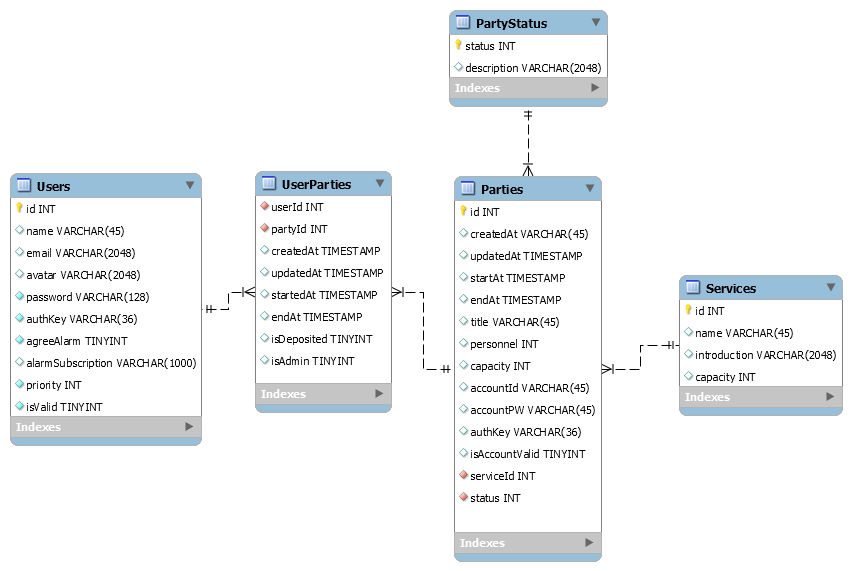 PartyStatus
status INT
description VARCHAR(2048)
Indexes
Users
id INT
name VARCHAR(45)
email VARCHAR(2048)
avatar VARCHAR(2048)
password VARCHAR(128)
authKey VARCHAR(36)
agreeAlarm TINYINT
alarmSubscription VARCHAR(1000)
priority INT
isValid TINYINT
Indexes
UserParties
userId INT
partyId INT
createdAt TIMESTAMP
updatedAt TIMESTAMP
startedAt TIMESTAMP
endAt TIMESTAMP
isDeposited TINYINT
isAdmin TINYINT
Indexes
Parties
id INT
createdAt VARCHAR(45)
updatedAt TIMESTAMP
startAt TIMESTAMP
endAt TIMESTAMP
title VARCHAR(45)
personnel INT
capacity INT
accountId VARCHAR(45)
accountPW VARCHAR(45)
authKey VARCHAR(36)
isAccountValid TINYINT
serviceId INT
status INT
Indexes
Services
id INT
name VARCHAR(45)
introduction VARCHAR(2048)
capacity INT
Indexes